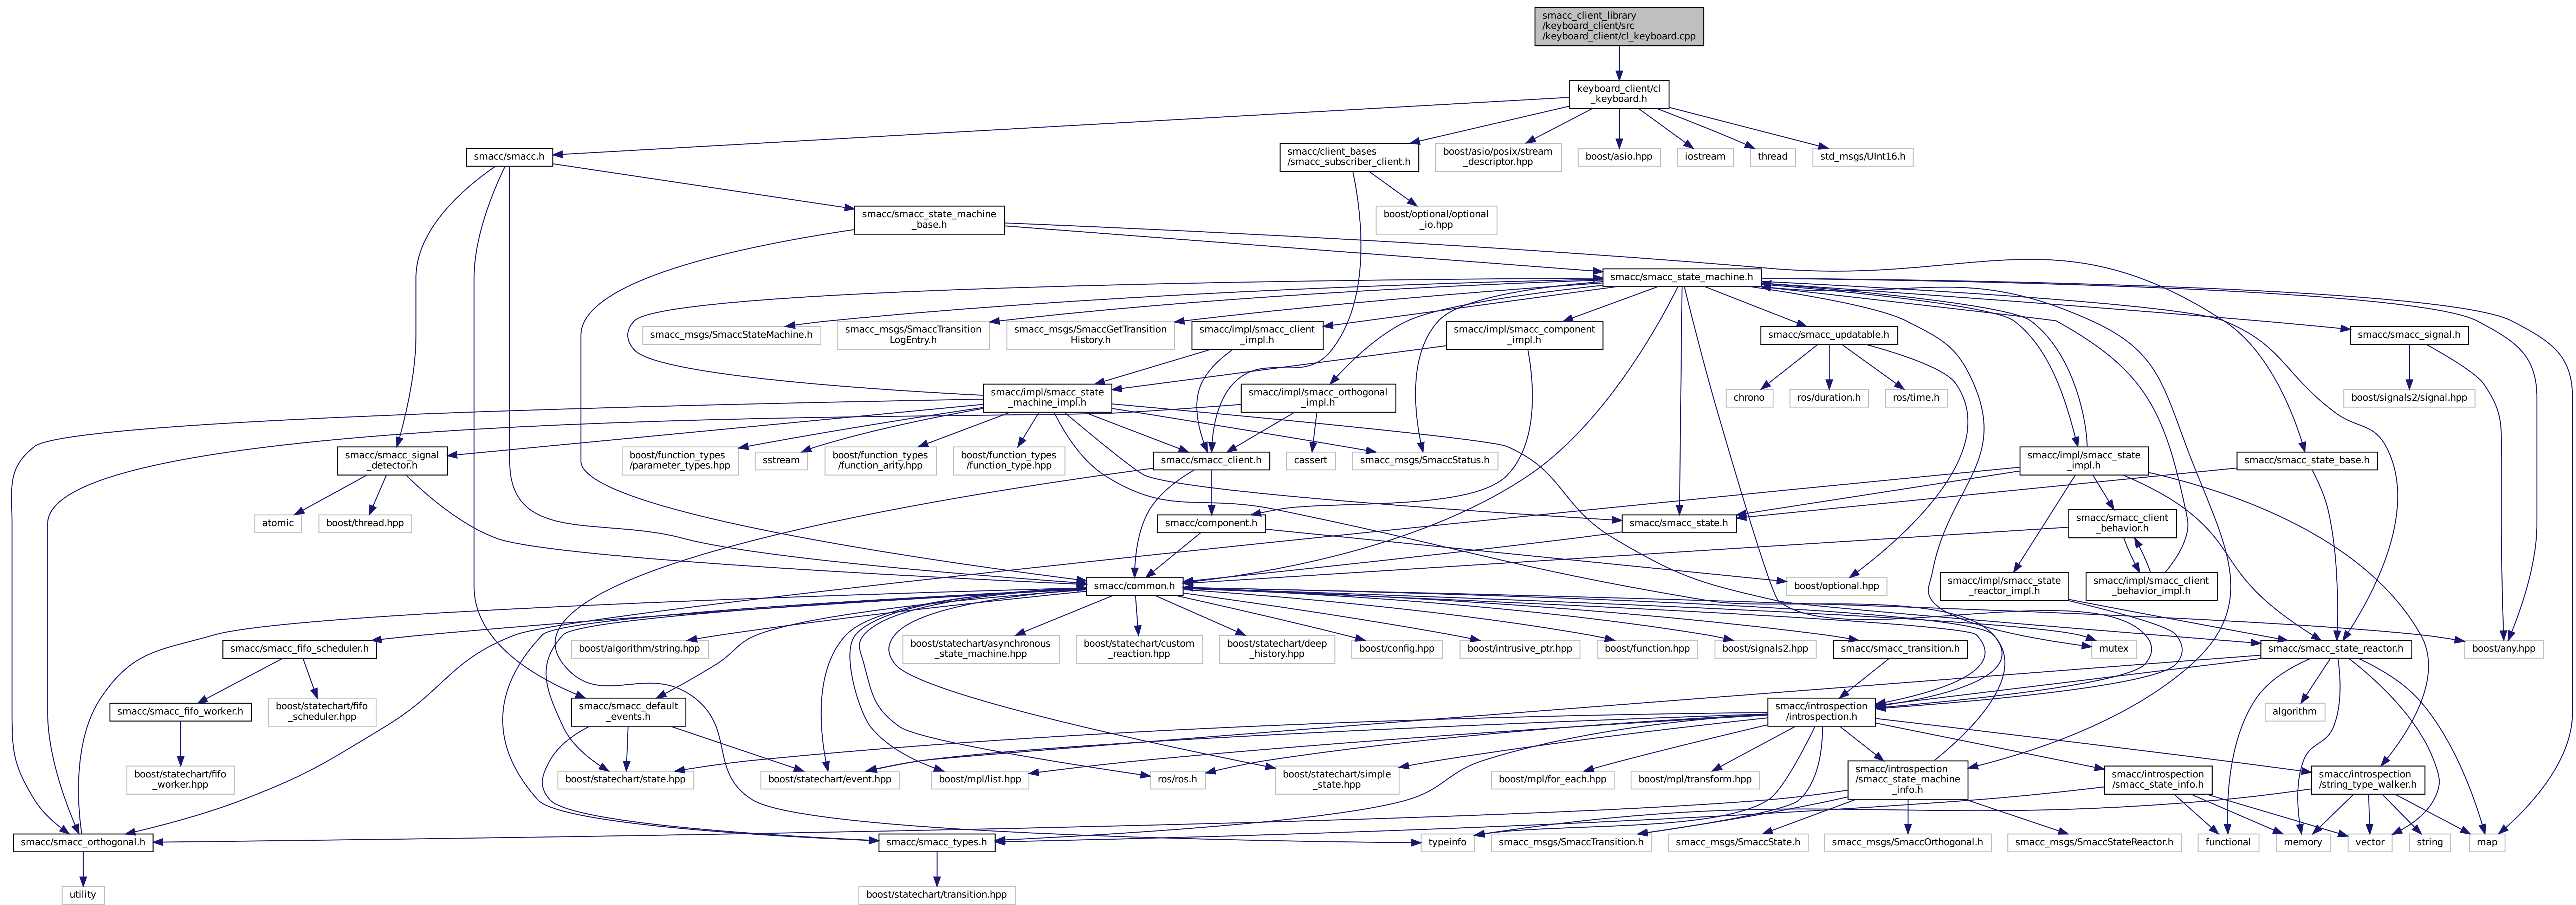 smacc_client_library
/keyboard_client/src
/keyboard_client/cl_keyboard.cpp
keyboard_client/cl
_keyboard.h
smacc/smacc.h
smacc/client_bases
/smacc_subscriber_client.h
boost/asio/posix/stream
_descriptor.hpp
boost/asio.hpp
iostream
thread
std_msgs/UInt16.h
smacc/smacc_state_machine
_base.h
boost/optional/optional
_io.hpp
smacc/smacc_state_machine.h
smacc_msgs/SmaccStateMachine.h
smacc_msgs/SmaccTransition
LogEntry.h
smacc_msgs/SmaccGetTransition
History.h
smacc/impl/smacc_client
_impl.h
smacc/impl/smacc_component
_impl.h
smacc/smacc_updatable.h
smacc/smacc_signal.h
smacc/impl/smacc_state
_machine_impl.h
smacc/impl/smacc_orthogonal
_impl.h
chrono
ros/duration.h
ros/time.h
boost/signals2/signal.hpp
smacc/smacc_signal
_detector.h
boost/function_types
/parameter_types.hpp
sstream
boost/function_types
/function_arity.hpp
boost/function_types
/function_type.hpp
smacc/smacc_client.h
cassert
smacc_msgs/SmaccStatus.h
smacc/impl/smacc_state
_impl.h
smacc/smacc_state_base.h
atomic
boost/thread.hpp
smacc/component.h
smacc/smacc_state.h
smacc/smacc_client
_behavior.h
smacc/common.h
boost/optional.hpp
smacc/impl/smacc_state
_reactor_impl.h
smacc/impl/smacc_client
_behavior_impl.h
smacc/smacc_fifo_scheduler.h
boost/algorithm/string.hpp
boost/statechart/asynchronous
_state_machine.hpp
boost/statechart/custom
_reaction.hpp
boost/statechart/deep
_history.hpp
boost/config.hpp
boost/intrusive_ptr.hpp
boost/function.hpp
boost/signals2.hpp
smacc/smacc_transition.h
mutex
smacc/smacc_state_reactor.h
boost/any.hpp
smacc/smacc_fifo_worker.h
boost/statechart/fifo
_scheduler.hpp
smacc/smacc_default
_events.h
smacc/introspection
/introspection.h
algorithm
boost/statechart/fifo
_worker.hpp
boost/statechart/state.hpp
boost/statechart/event.hpp
boost/mpl/list.hpp
ros/ros.h
boost/statechart/simple
_state.hpp
boost/mpl/for_each.hpp
boost/mpl/transform.hpp
smacc/introspection
/smacc_state_machine
_info.h
smacc/introspection
/smacc_state_info.h
smacc/introspection
/string_type_walker.h
smacc/smacc_orthogonal.h
smacc/smacc_types.h
typeinfo
smacc_msgs/SmaccTransition.h
smacc_msgs/SmaccState.h
smacc_msgs/SmaccOrthogonal.h
smacc_msgs/SmaccStateReactor.h
functional
memory
vector
string
map
utility
boost/statechart/transition.hpp